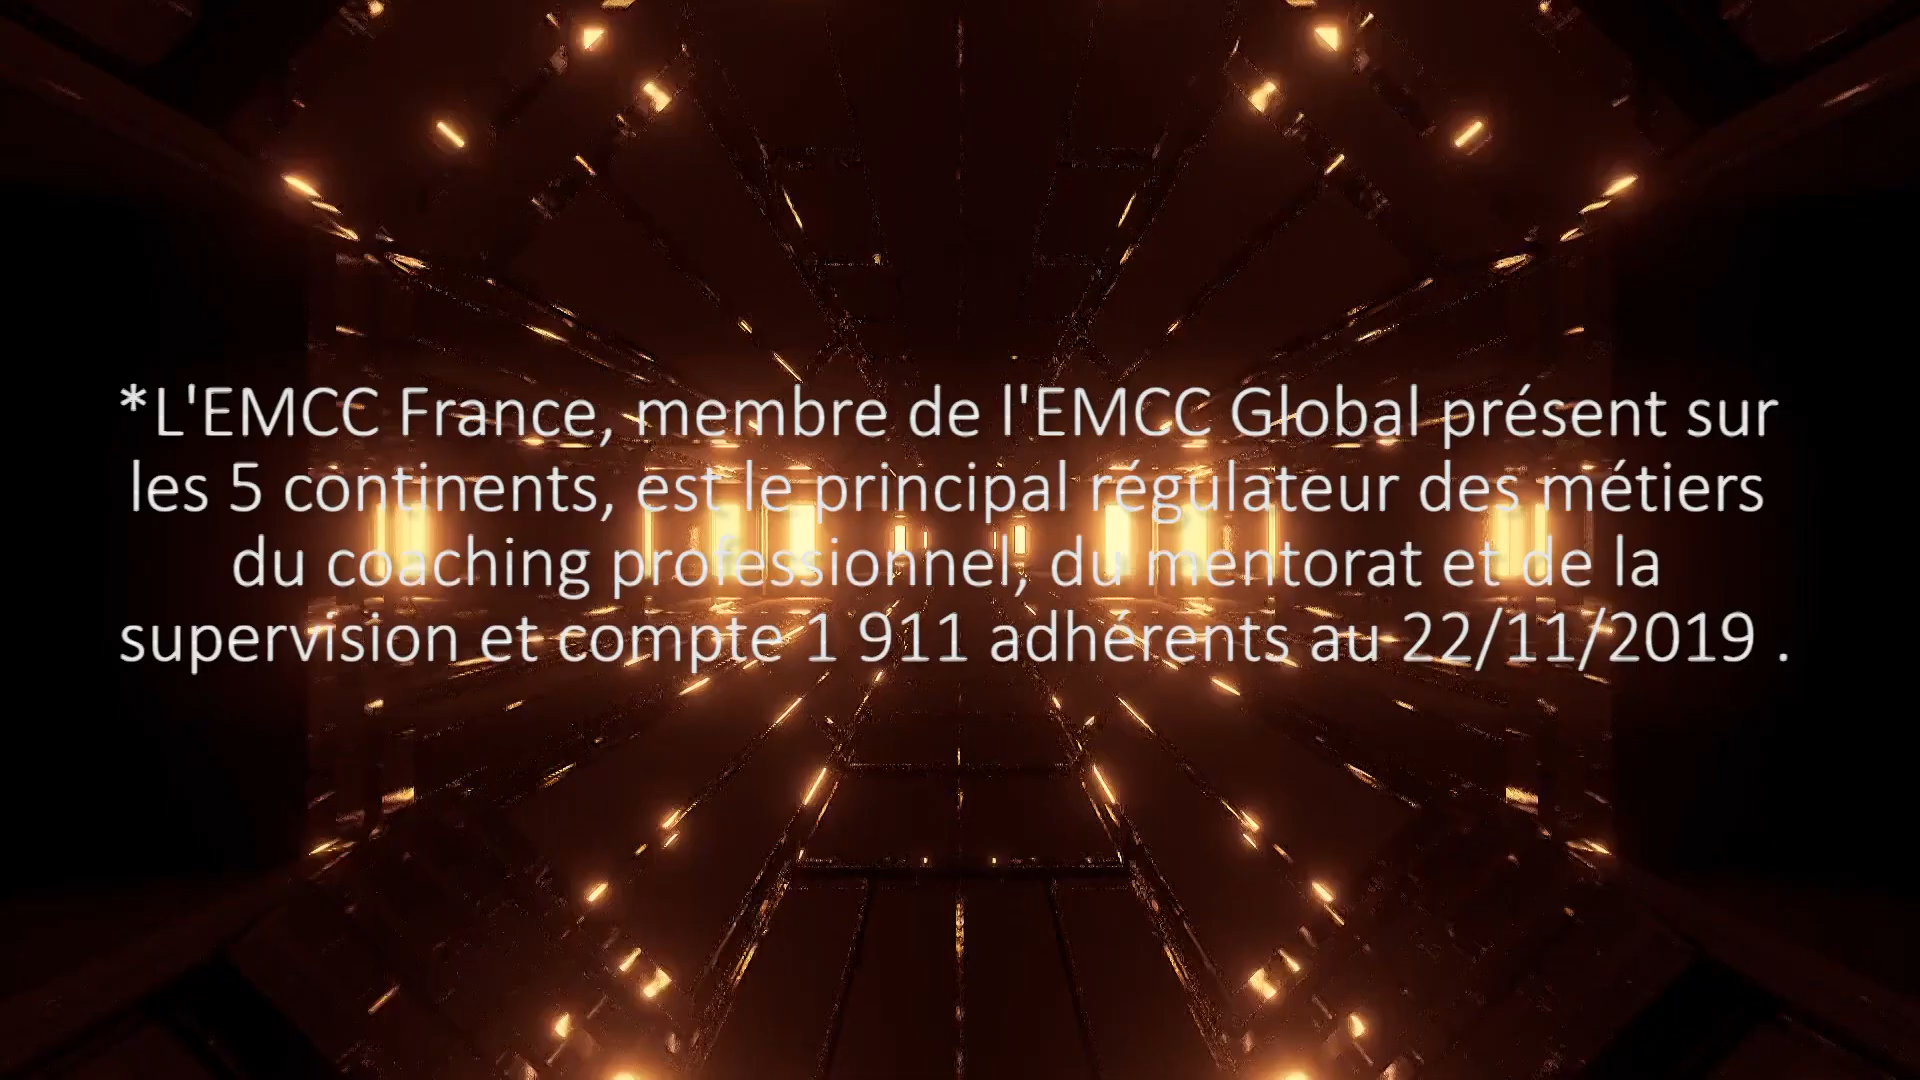 *L'EMCC France, membre de l'EMCC Global présent sur
les 5 continents, est le principal régulateur des métiers
du coaching professionnel, du mentorat et de la
supervision et compte 1 911 adhérents au 22/11/2019 .